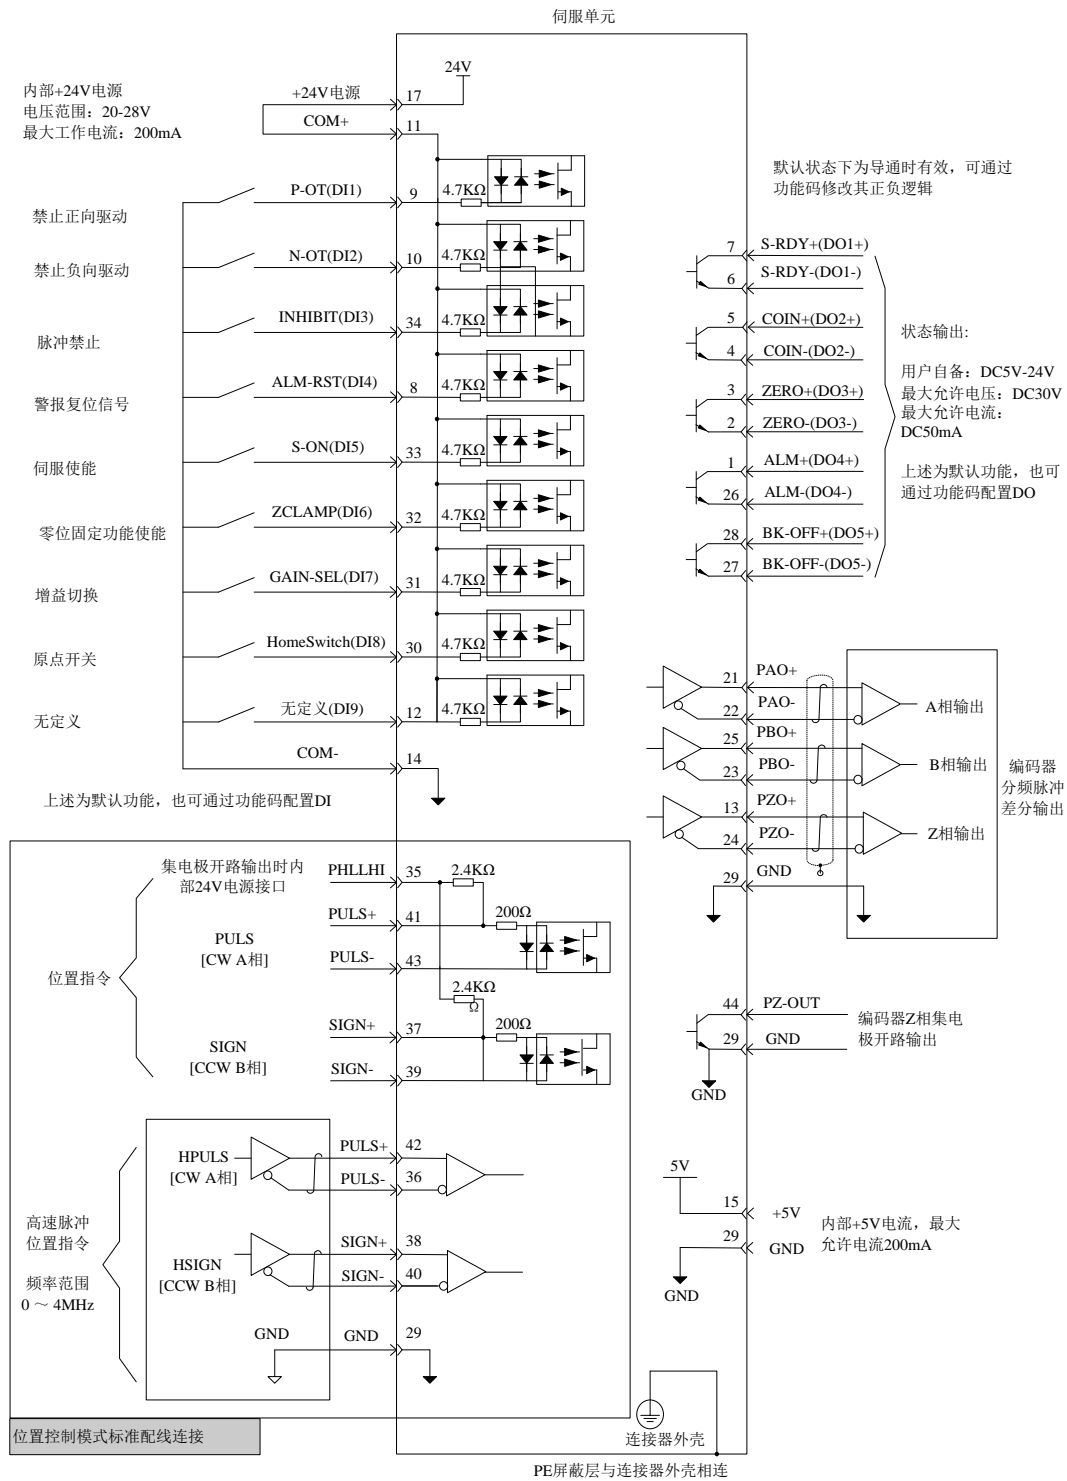 伺服单元
24V
内部+24V电源
电压范围：20-28V
最大工作电流：200mA
+24V电源
17
COM+
11
P-OT(DI1)
9
4.7KΩ
禁止正向驱动
N-OT(DI2)
10
4.7KΩ
禁止负向驱动
INHIBIT(DI3)
34
4.7KΩ
脉冲禁止
ALM-RST(DI4)
8
4.7KΩ
警报复位信号
S-ON(DI5)
33
4.7KΩ
伺服使能
ZCLAMP(DI6)
32
4.7KΩ
零位固定功能使能
GAIN-SEL(DI7)
31
4.7KΩ
增益切换
HomeSwitch(DI8)
30
4.7KΩ
原点开关
无定义(DI9)
12
4.7KΩ
无定义
COM-
14
上述为默认功能，也可通过功能码配置DI
默认状态下为导通时有效，可通过
功能码修改其正负逻辑
7
S-RDY+(DO1+)
6
S-RDY-(DO1-)
5
COIN+(DO2+)
4
COIN-(DO2-)
3
ZERO+(DO3+)
2
ZERO-(DO3-)
1
ALM+(DO4+)
26
ALM-(DO4-)
28
BK-OFF+(DO5+)
27
BK-OFF-(DO5-)
状态输出:
用户自备：DC5V-24V
最大允许电压：DC30V
最大允许电流：
DC50mA
上述为默认功能，也可
通过功能码配置DO
21
PAO+
22
PAO-
A相输出
25
PBO+
23
PBO-
B相输出
13
PZO+
24
PZO-
Z相输出
29
GND
编码器
分频脉冲
差分输出
集电极开路输出时内
部24V电源接口
PHLLHI
35
2.4KΩ
PULS+
41
200Ω
PULS
[CW A相]
PULS-
43
位置指令
2.4KΩ
Ω
SIGN+
37
200Ω
SIGN
[CCW B相]
SIGN-
39
44
PZ-OUT
29
GND
GND
编码器Z相集电
极开路输出
HPULS
[CW A相]
PULS+
42
PULS-
36
高速脉冲
位置指令
频率范围
0 ～ 4MHz
HSIGN
[CCW B相]
SIGN+
38
SIGN-
40
GND
GND
29
5V
15
+5V
29
GND
GND
内部+5V电流，最大
允许电流200mA
连接器外壳
位置控制模式标准配线连接
PE屏蔽层与连接器外壳相连